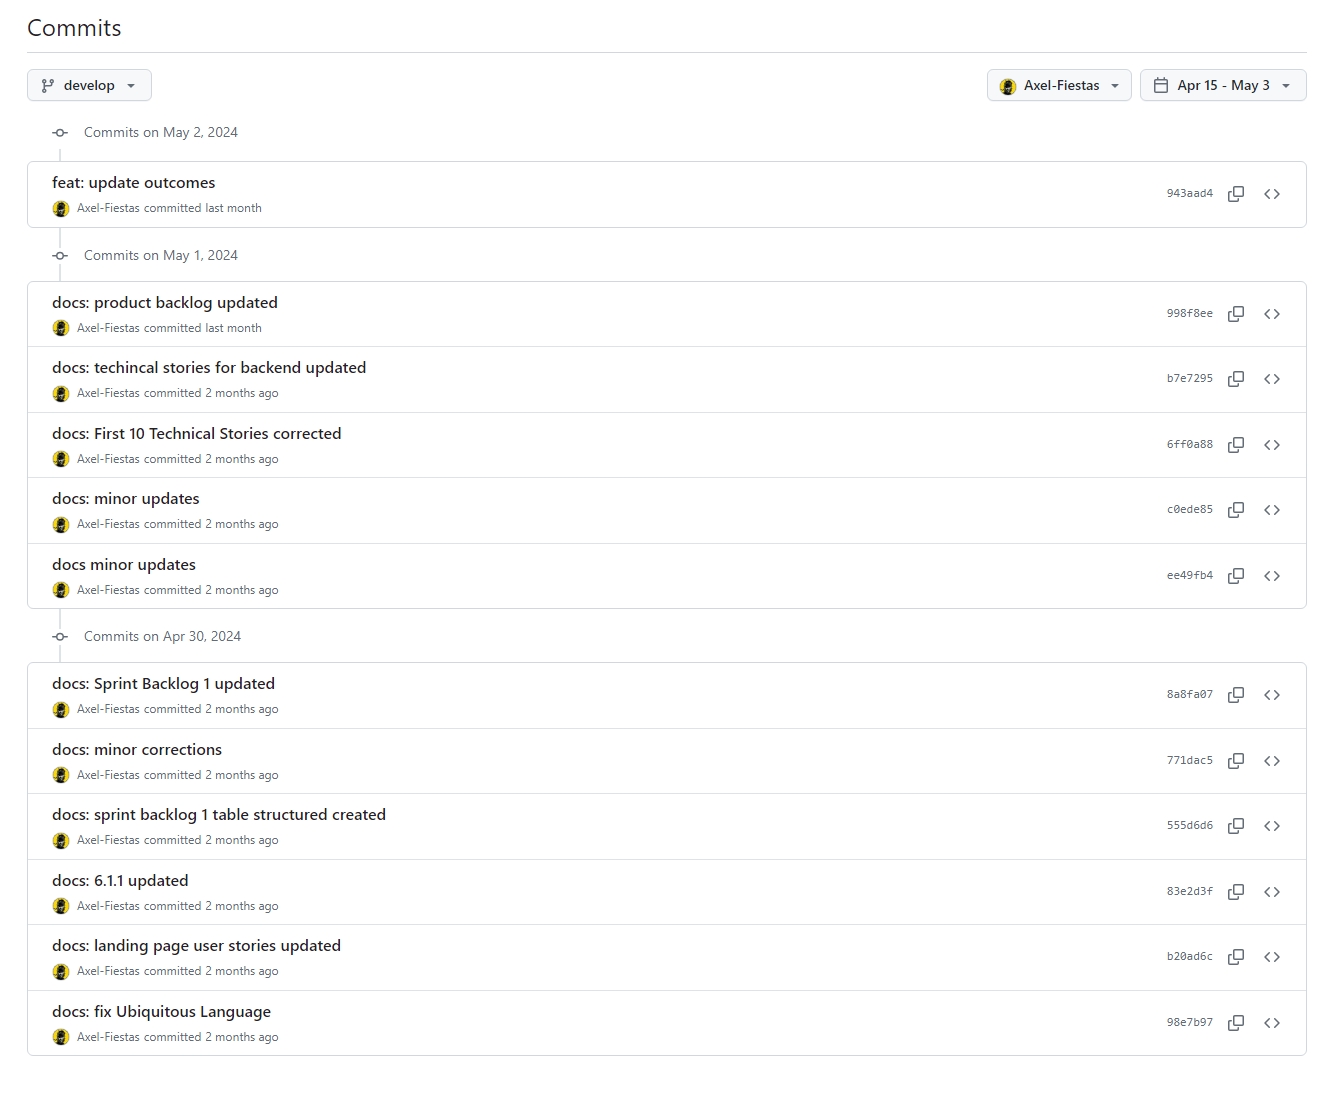 Commits
develop
Axel-Fiestas
Apr 15 - May 3
Commits on May 2, 2024
feat: update outcomes
Axel-Fiestas committed last month
943aad4
Commits on May 1, 2024
docs: product backlog updated
Axel-Fiestas committed last month
998f8ee
docs: techincal stories for backend updated
Axel-Fiestas committed 2 months ago
b7e7295
docs: First 10 Technical Stories corrected
Axel-Fiestas committed 2 months ago
6ff0a88
docs: minor updates
Axel-Fiestas committed 2 months ago
c0ede85
docs minor updates
Axel-Fiestas committed 2 months ago
ee49fb4
Commits on Apr 30, 2024
docs: Sprint Backlog 1 updated
Axel-Fiestas committed 2 months ago
8a8fa07
docs: minor corrections
Axel-Fiestas committed 2 months ago
771dac5
docs: sprint backlog 1 table structured created
Axel-Fiestas committed 2 months ago
555d6d6
docs: 6.1.1 updated
Axel-Fiestas committed 2 months ago
83e2d3f
docs: landing page user stories updated
Axel-Fiestas committed 2 months ago
b20ad6c
docs: fix Ubiquitous Language
Axel-Fiestas committed 2 months ago
98e7b97